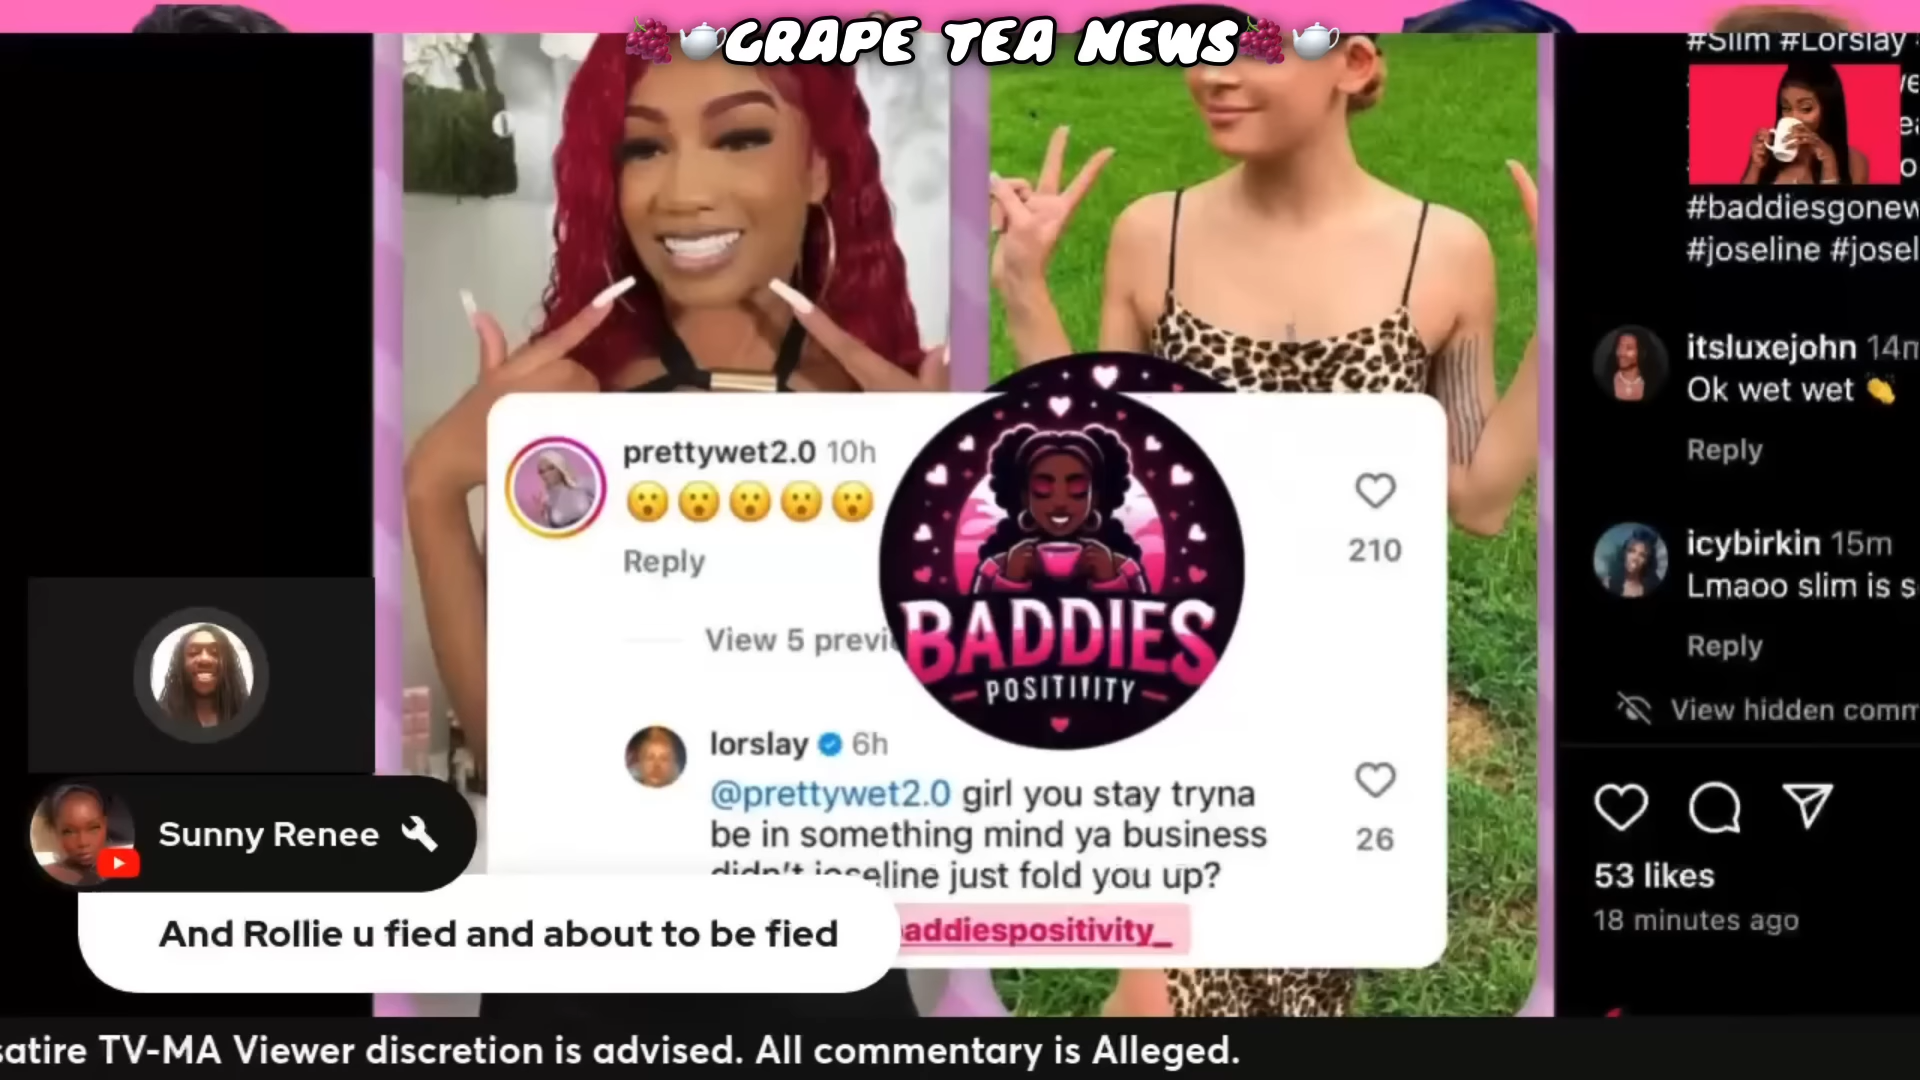 GRAPE TEA NEWS
#Slim #Lorslay
#baddiesgonew
#joseline #josel
itsluxejohn 14m
Ok wet wet 👏
Reply
icybirkin 15m
Lmaoo slim is s
Reply
View hidden comm
53 likes
18 minutes ago
prettywet2.0 10h
😮😮😮😮😮
Reply
210
View 5 previ
BADDIES
POSITIIITY
lorslay 6h
@prettywet2.0 girl you stay tryna
be in something mind ya business
didn't joseline just fold you up?
26
addiespositivity_
Sunny Renee
And Rollie u fied and about to be fied
satire TV-MA Viewer discretion is advised. All commentary is Alleged.